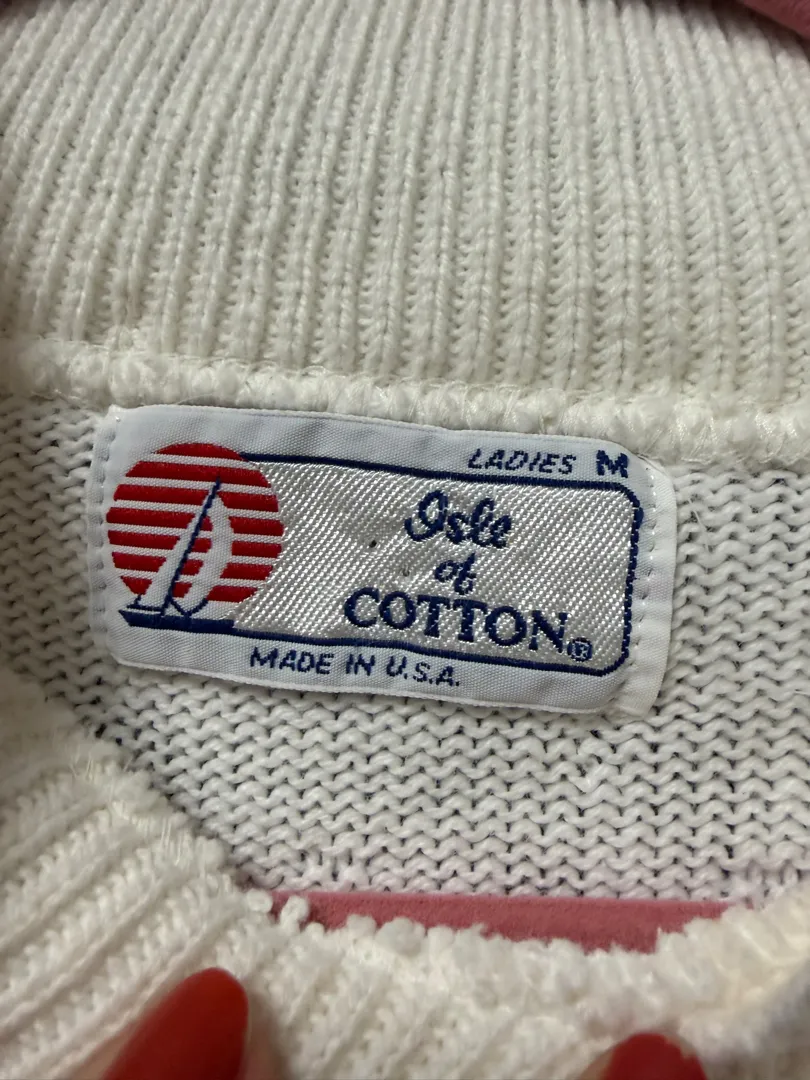 LADIES M
Isle
of
COTTON®
MADE IN U.S.A.